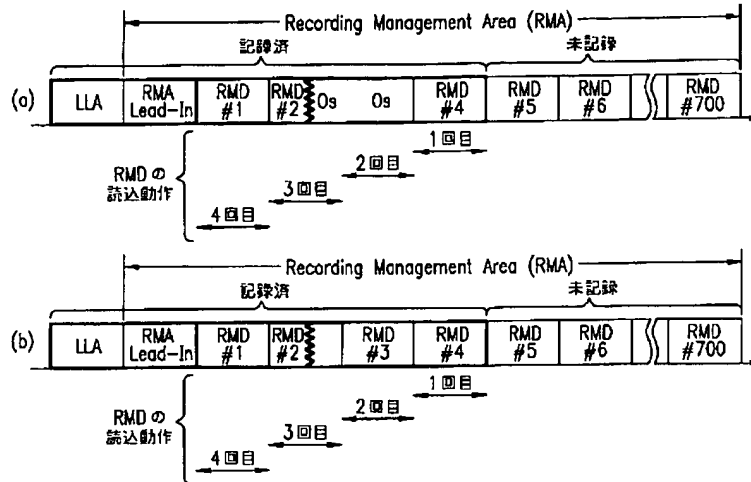 Recording Management Area (RMA)
記録済
未記録
(a)
LLA
RMA
Lead-In
RMD
#1
RMD
#2
0s
0s
RMD
#4
RMD
#5
RMD
#6
RMD
#700
RMDの
読込動作
1回目
2回目
3回目
4回目
Recording Management Area (RMA)
記録済
未記録
(b)
LLA
RMA
Lead-In
RMD
#1
RMD
#2
RMD
#3
RMD
#4
RMD
#5
RMD
#6
RMD
#700
RMDの
読込動作
1回目
2回目
3回目
4回目